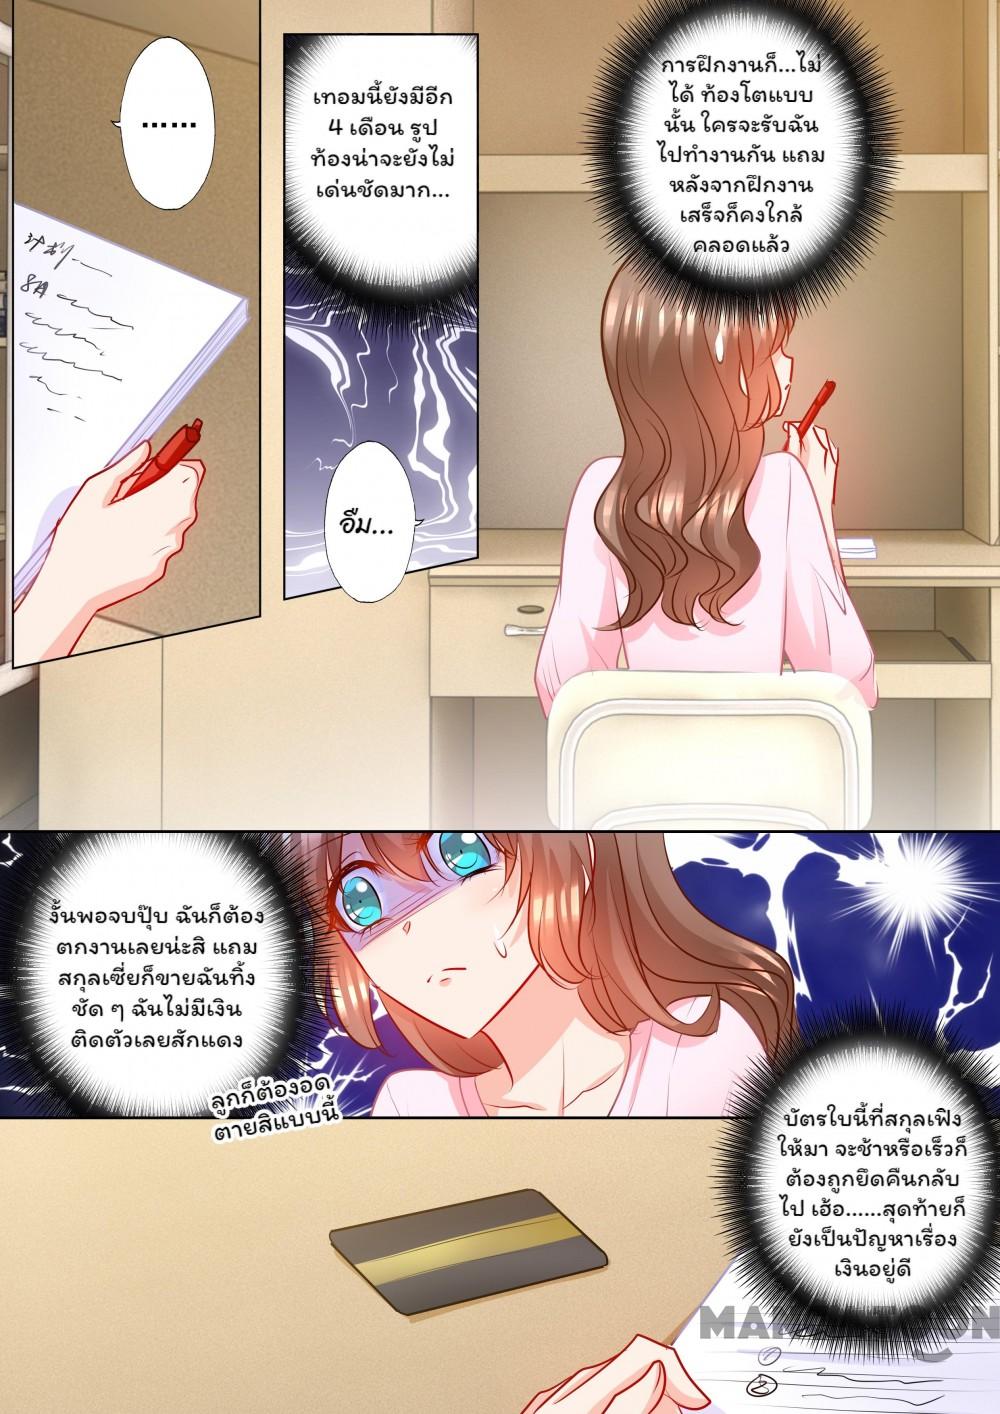 ......
เทอมนี้ยังมีอีก
4 เดือน รูป
ท้องน่าจะยังไม่
เด่นชัดมาก...
การฝึกงานก็...ไม่
ได้ ท้องโตแบบ
นั้น ใครจะรับฉัน
ไปทำงานกัน แถม
หลังจากฝึกงาน
เสร็จก็คงใกล้
คลอดแล้ว
计划
8月
อืม...
งั้นพอจบปุ๊บ ฉันก็ต้อง
ตกงานเลยน่ะสิ แถม
สกุลเซี่ยก็ขายฉันทิ้ง
ชัด ๆ ฉันไม่มีเงิน
ติดตัวเลยสักแดง
ลูกก็ต้องอด
ตายสิแบบนี้
บัตรใบนี้ที่สกุลเฟิง
ให้มา จะช้าหรือเร็วก็
ต้องถูกยึดคืนกลับ
ไป เฮ้อ......สุดท้ายก็
ยังเป็นปัญหาเรื่อง
เงินอยู่ดี
①
②